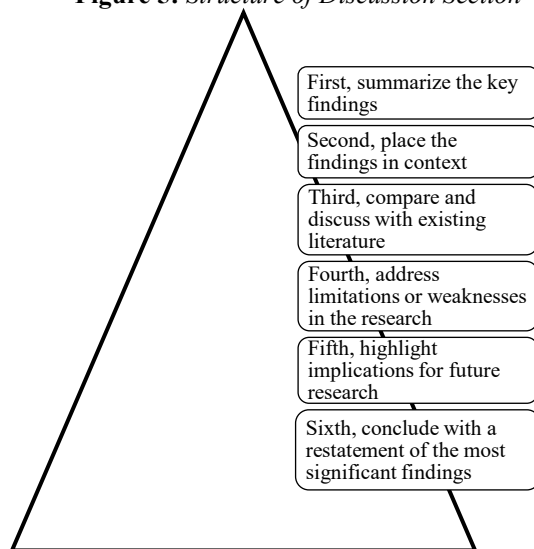 Figure 3. Structure of Discussion Section
First, summarize the key
findings
Second, place the
findings in context
Third, compare and
discuss with existing
literature
Fourth, address
limitations or weaknesses
in the research
Fifth, highlight
implications for future
research
Sixth, conclude with a
restatement of the most
significant findings